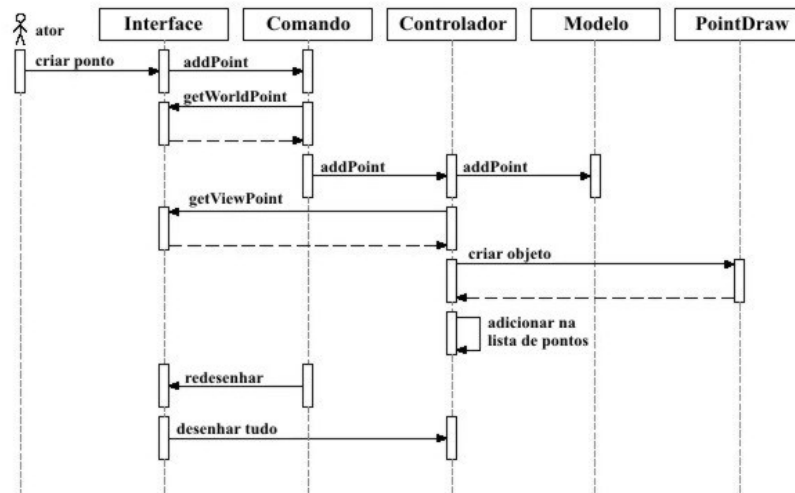 ator
Interface
Comando
Controlador
Modelo
PointDraw
criar ponto
addPoint
getWorldPoint
addPoint
addPoint
getViewPoint
criar objeto
adicionar na
lista de pontos
redesenhar
desenhar tudo